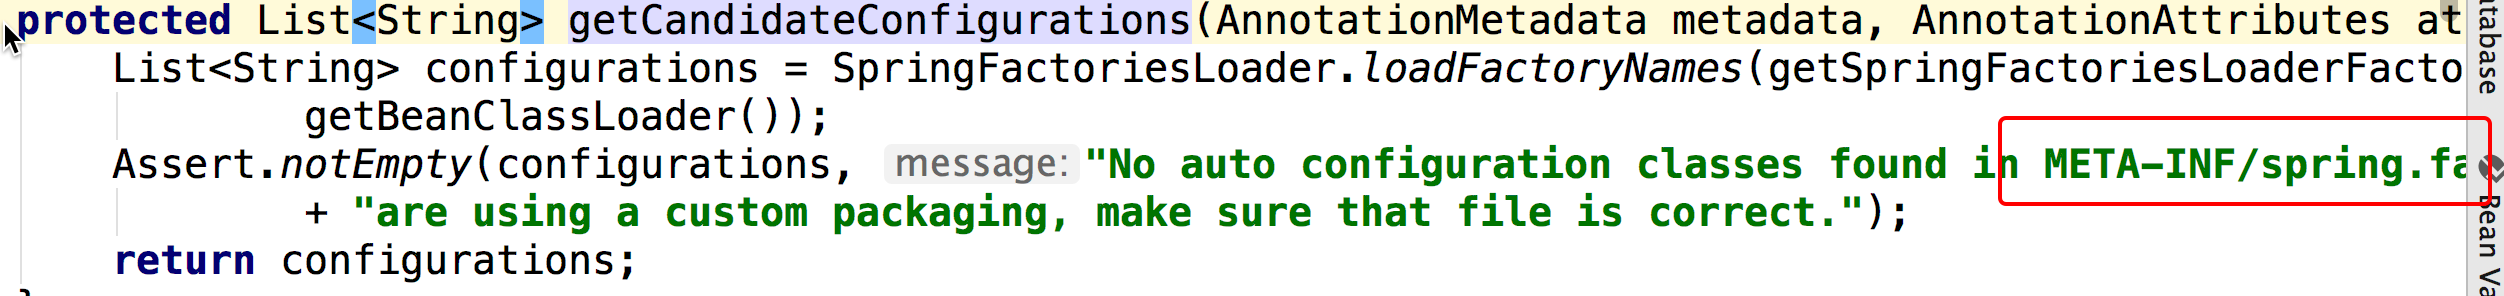 protected List<String> getCandidateConfigurations(AnnotationMetadata metadata, AnnotationAttributes at
List<String> configurations = SpringFactoriesLoader.loadFactoryNames(getSpringFactoriesLoaderFacto
getBeanClassLoader());
Assert.notEmpty(configurations, message: "No auto configuration classes found in META-INF/spring.fa
+ "are using a custom packaging, make sure that file is correct.");
return configurations;
}
tabase
Bean Va